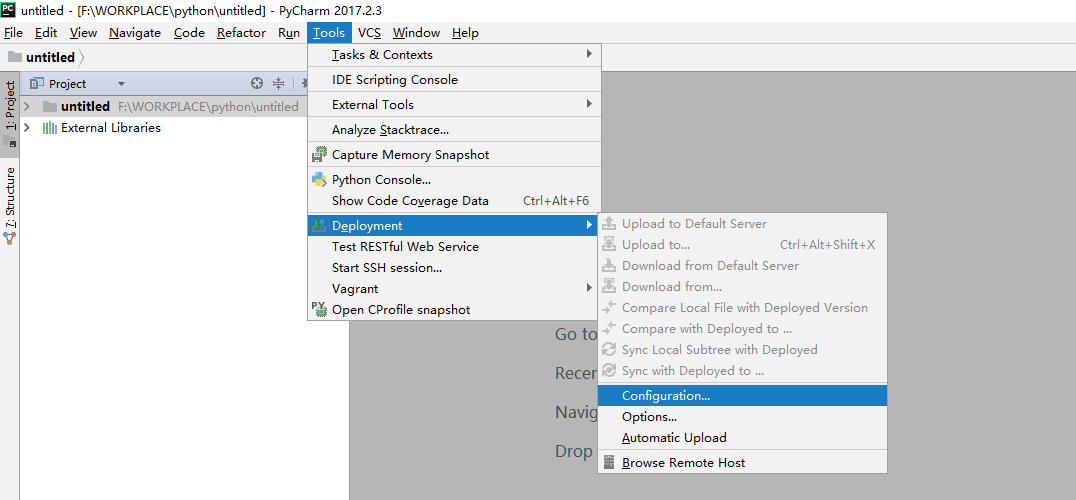 untitled - [F:\WORKPLACE\python\untitled] - PyCharm 2017.2.3
File Edit View Navigate Code Refactor Run Tools VCS Window Help
untitled
Project
untitled F:\WORKPLACE\python\untitled
External Libraries
1: Project
7: Structure
Tasks & Contexts
IDE Scripting Console
External Tools
Analyze Stacktrace...
Capture Memory Snapshot
Python Console...
Show Code Coverage Data Ctrl+Alt+F6
Deployment
Test RESTful Web Service
Start SSH session...
Vagrant
Open CProfile snapshot
Upload to Default Server
Upload to... Ctrl+Alt+Shift+X
Download from Default Server
Download from...
Compare Local File with Deployed Version
Compare with Deployed to ...
Sync Local Subtree with Deployed
Sync with Deployed to ...
Configuration...
Options...
Automatic Upload
Browse Remote Host
Go to
Recen
Navig
Drop